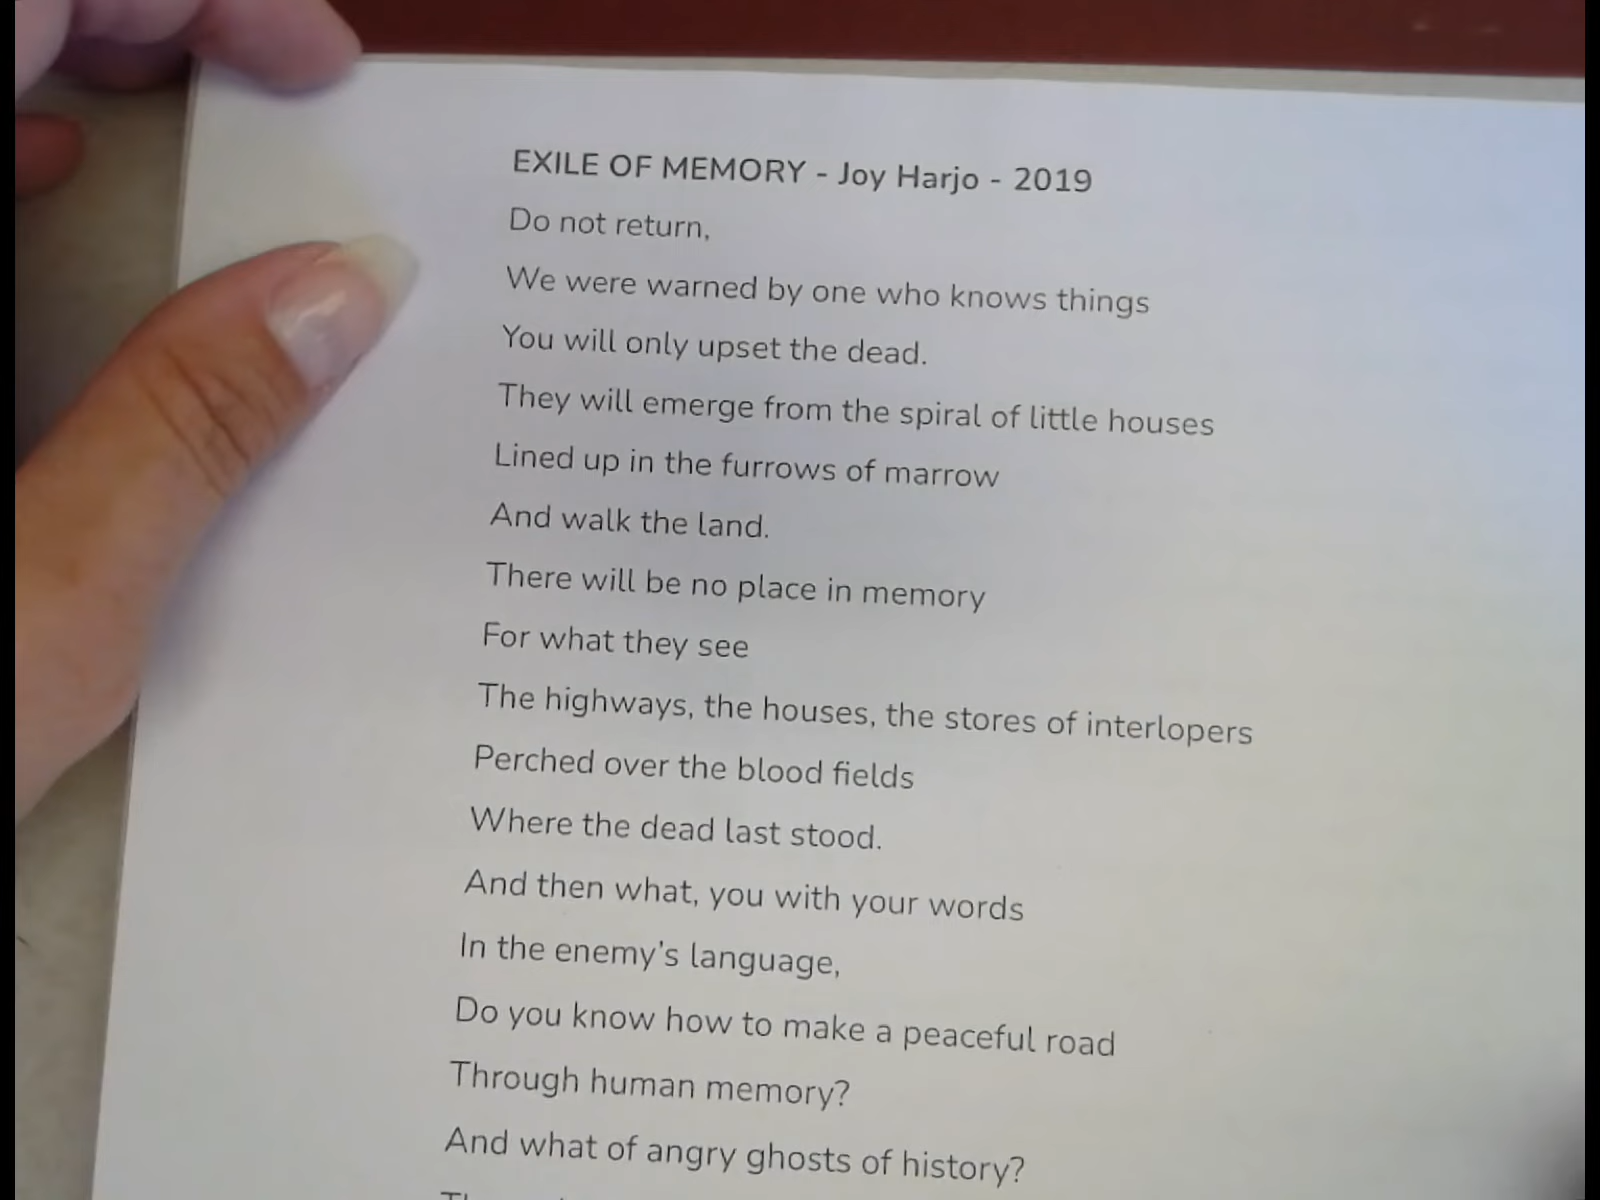 EXILE OF MEMORY - Joy Harjo - 2019
Do not return,
We were warned by one who knows things
You will only upset the dead.
They will emerge from the spiral of little houses
Lined up in the furrows of marrow
And walk the land.
There will be no place in memory
For what they see
The highways, the houses, the stores of interlopers
Perched over the blood fields
Where the dead last stood.
And then what, you with your words
In the enemy's language,
Do you know how to make a peaceful road
Through human memory?
And what of angry ghosts of history?